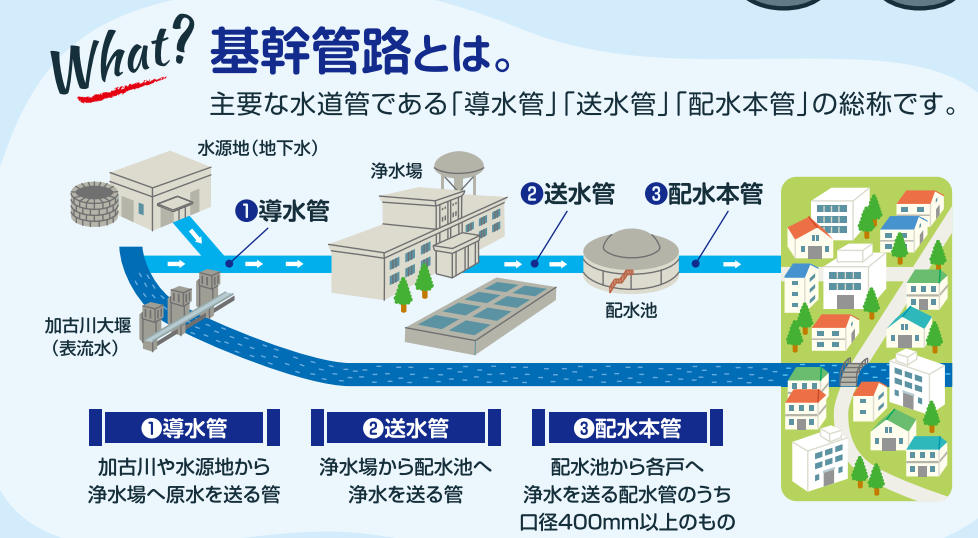 What?
基幹管路とは。
主要な水道管である「導水管」「送水管」「配水本管」の総称です。
水源地（地下水）
浄水場
❶導水管
❷送水管
❸配水本管
配水池
加古川大堰
（表流水）
❶導水管
加古川や水源地から
浄水場へ原水を送る管
❷送水管
浄水場から配水池へ
浄水を送る管
❸配水本管
配水池から各戸へ
浄水を送る配水管のうち
口径400mm以上のもの